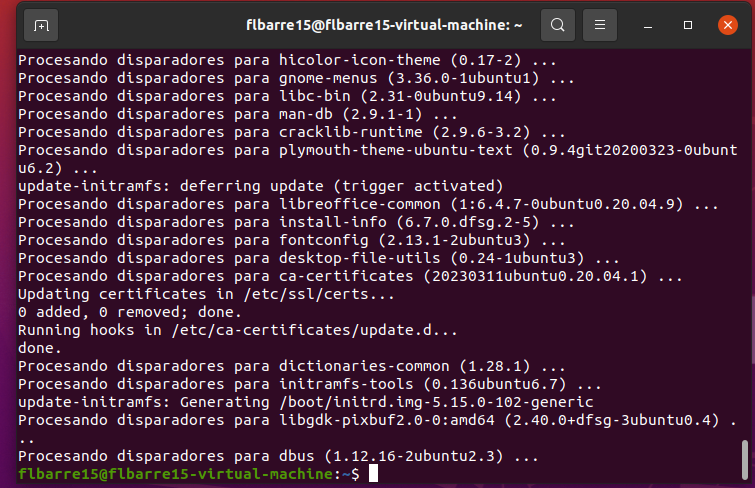 flbarre15@flbarre15-virtual-machine: ~
Procesando disparadores para hicolor-icon-theme (0.17-2) ...
Procesando disparadores para gnome-menus (3.36.0-1ubuntu1) ...
Procesando disparadores para libc-bin (2.31-0ubuntu9.14) ...
Procesando disparadores para man-db (2.9.1-1) ...
Procesando disparadores para cracklib-runtime (2.9.6-3.2) ...
Procesando disparadores para plymouth-theme-ubuntu-text (0.9.4git20200323-0ubunt
u6.2) ...
update-initramfs: deferring update (trigger activated)
Procesando disparadores para libreoffice-common (1:6.4.7-0ubuntu0.20.04.9) ...
Procesando disparadores para install-info (6.7.0.dfsg.2-5) ...
Procesando disparadores para fontconfig (2.13.1-2ubuntu3) ...
Procesando disparadores para desktop-file-utils (0.24-1ubuntu3) ...
Procesando disparadores para ca-certificates (20230311ubuntu0.20.04.1) ...
Updating certificates in /etc/ssl/certs...
0 added, 0 removed; done.
Running hooks in /etc/ca-certificates/update.d...
done.
Procesando disparadores para dictionaries-common (1.28.1) ...
Procesando disparadores para initramfs-tools (0.136ubuntu6.7) ...
update-initramfs: Generating /boot/initrd.img-5.15.0-102-generic
Procesando disparadores para libgdk-pixbuf2.0-0:amd64 (2.40.0+dfsg-3ubuntu0.4) .
..
Procesando disparadores para dbus (1.12.16-2ubuntu2.3) ...
flbarre15@flbarre15-virtual-machine:~$